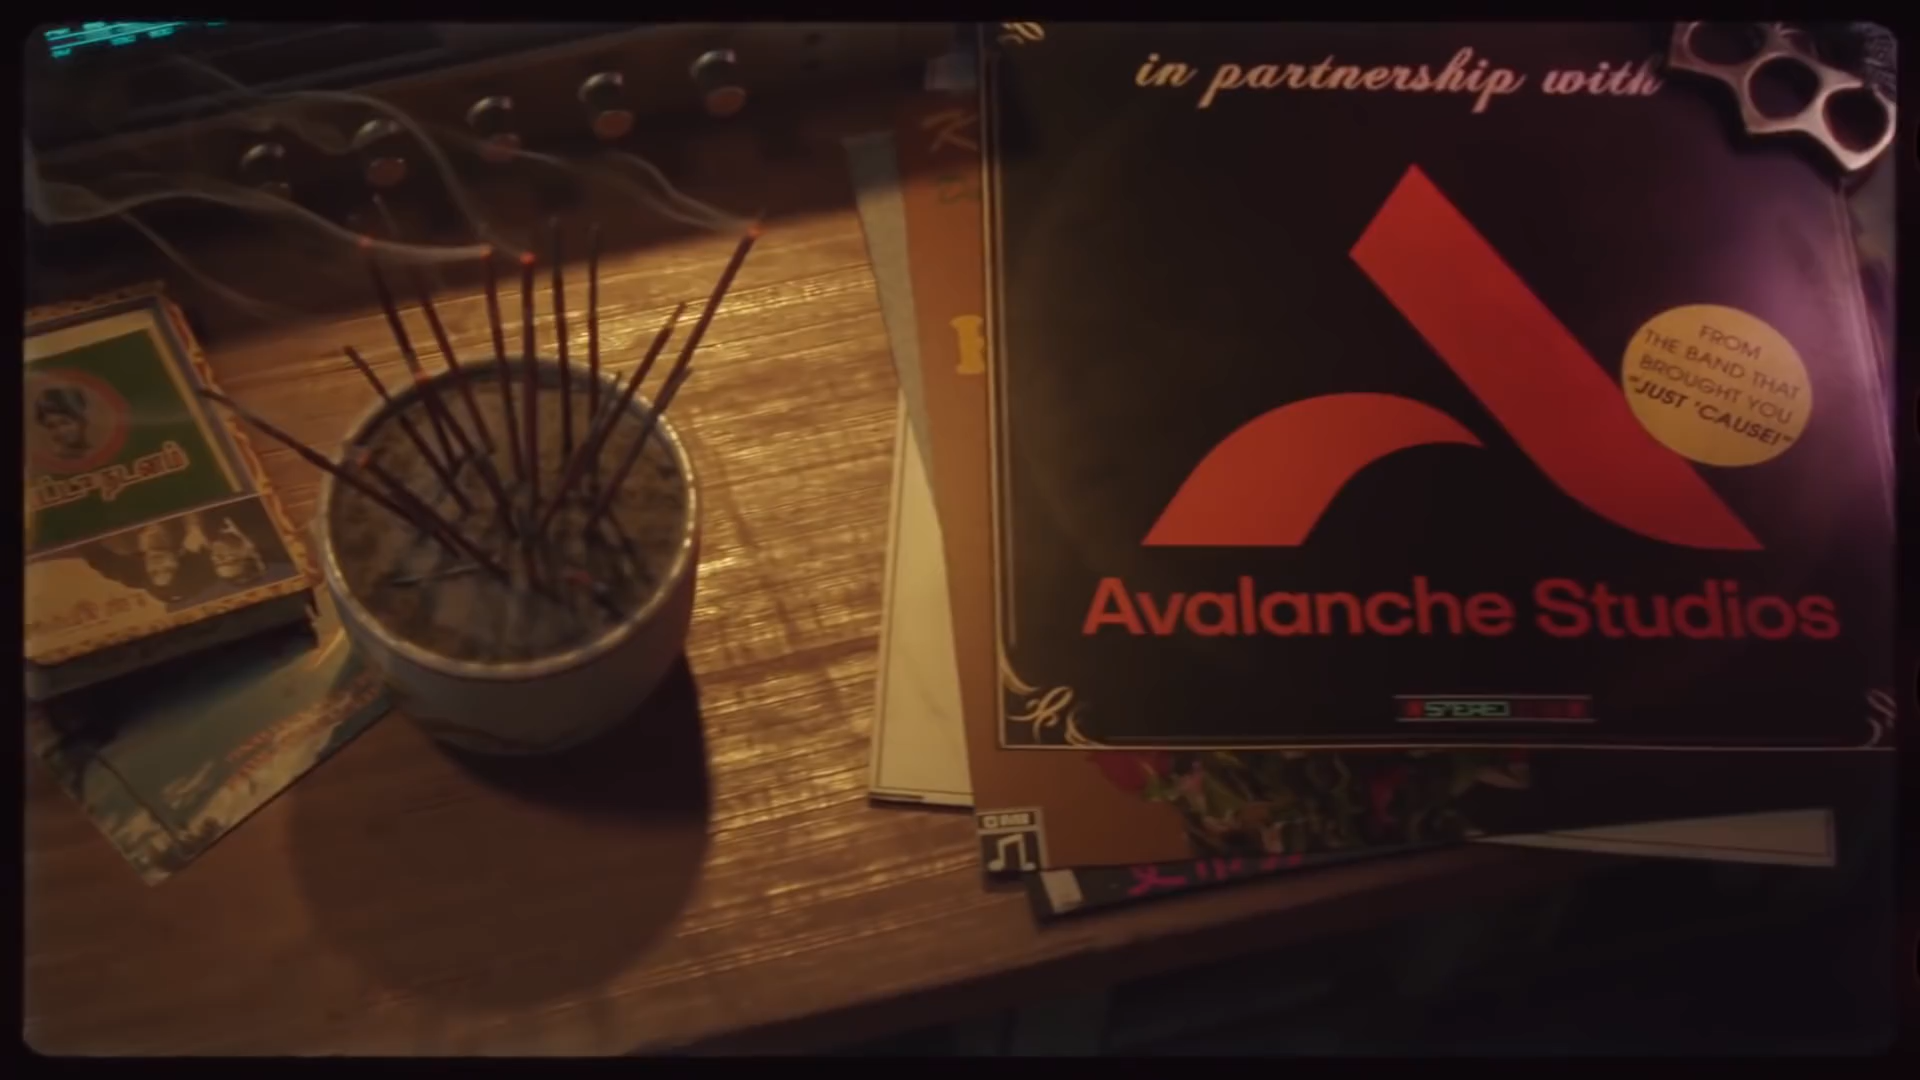 in partnership with
FROM
THE BAND THAT
BROUGHT YOU
"JUST 'CAUSE!"
Avalanche Studios
STEREO